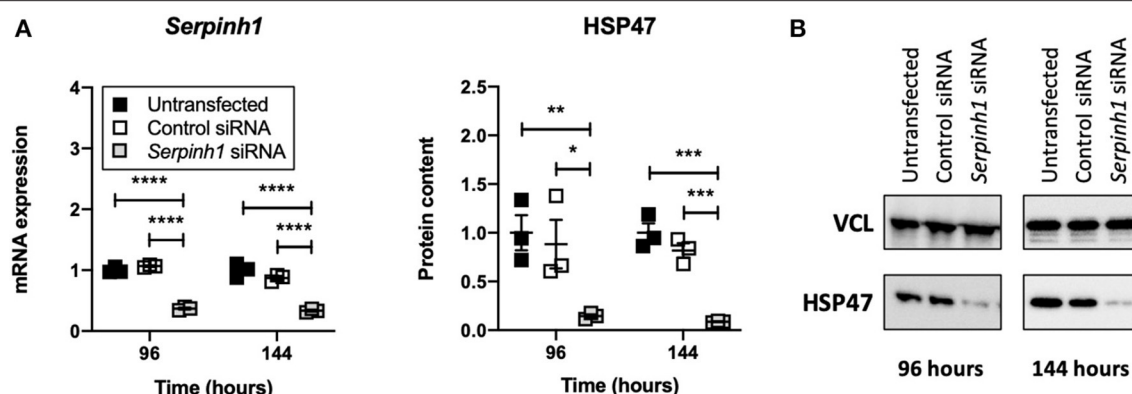 A
Serpinh1
mRNA expression
4
3
2
1
0
Untransfected
Control siRNA
Serpinh1 siRNA
****
****
****
****
96
144
Time (hours)
HSP47
Protein content
2.5
2.0
1.5
1.0
0.5
0.0
**
*
***
***
96
144
Time (hours)
B
Untransfected
Control siRNA
Serpinh1 siRNA
Untransfected
Control siRNA
Serpinh1 siRNA
VCL
HSP47
96 hours
144 hours